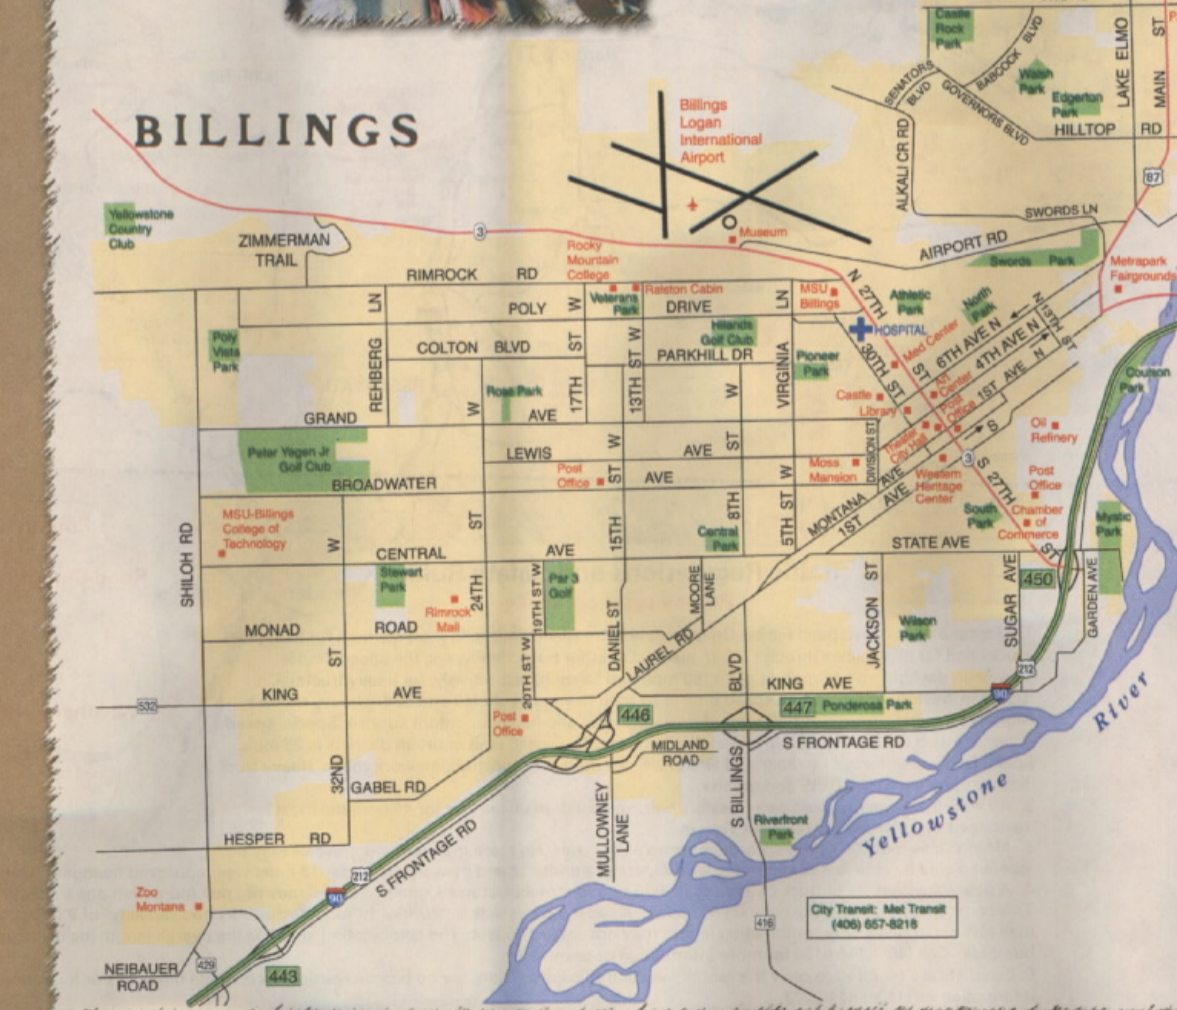 BILLINGS
Castle
Rock
Park
SENATORS
BLVD
BABCOCK BLVD
GOVERNORS BLVD
Walsh
Park
Edgerton
Park
LAKE ELMO
MAIN ST
HILLTOP RD
ALKALI CR RD
87
SWORDS LN
AIRPORT RD
Swords Park
Metrapark
Fairgrounds
Billings
Logan
International
Airport
Museum
Yellowstone
Country
Club
ZIMMERMAN
TRAIL
3
Rocky
Mountain
College
RIMROCK RD
Ralston Cabin
Veterans
Park
POLY DRIVE
MSU
Billings
N 27TH ST
HOSPITAL
Athletic
Park
North
Park
N 13TH ST
6TH AVE N
4TH AVE N
1ST AVE N
Med Center
Art
Center
Post
Office
30TH ST
Castle
Library
Theater
City Hall
S
Coulson
Park
Poly
Vista
Park
REHBERG LN
COLTON BLVD
17TH ST W
13TH ST W
Hilands
Golf Club
PARKHILL DR
VIRGINIA LN
Pioneer
Park
Rose Park
GRAND AVE
Peter Yegen Jr
Golf Club
LEWIS AVE
BROADWATER AVE
Post
Office
15TH ST W
8TH ST W
5TH ST W
Moss
Mansion
DIVISION ST
MONTANA AVE
1ST AVE
Western
Heritage
Center
3
S 27TH ST
Oil
Refinery
Post
Office
Chamber
of
Commerce
South
Park
Mystic
Park
MSU-Billings
College of
Technology
SHILOH RD
CENTRAL AVE
Central
Park
STATE AVE
Stewart
Park
Rimrock
Mall
24TH ST W
19TH ST W
Par 3
Golf
DANIEL ST
MOORE
LANE
LAUREL RD
JACKSON ST
Wilson
Park
SUGAR AVE
450
GARDEN AVE
MONAD ROAD
32ND ST W
20TH ST W
KING AVE
532
Post
Office
446
KING AVE
447
Ponderosa Park
90
212
S FRONTAGE RD
MIDLAND
ROAD
S BILLINGS BLVD
GABEL RD
HESPER RD
MULLOWNEY
LANE
Riverfront
Park
Yellowstone River
S FRONTAGE RD
212
90
Zoo
Montana
416
City Transit: Met Transit
(406) 657-8218
NEIBAUER
ROAD
429
443